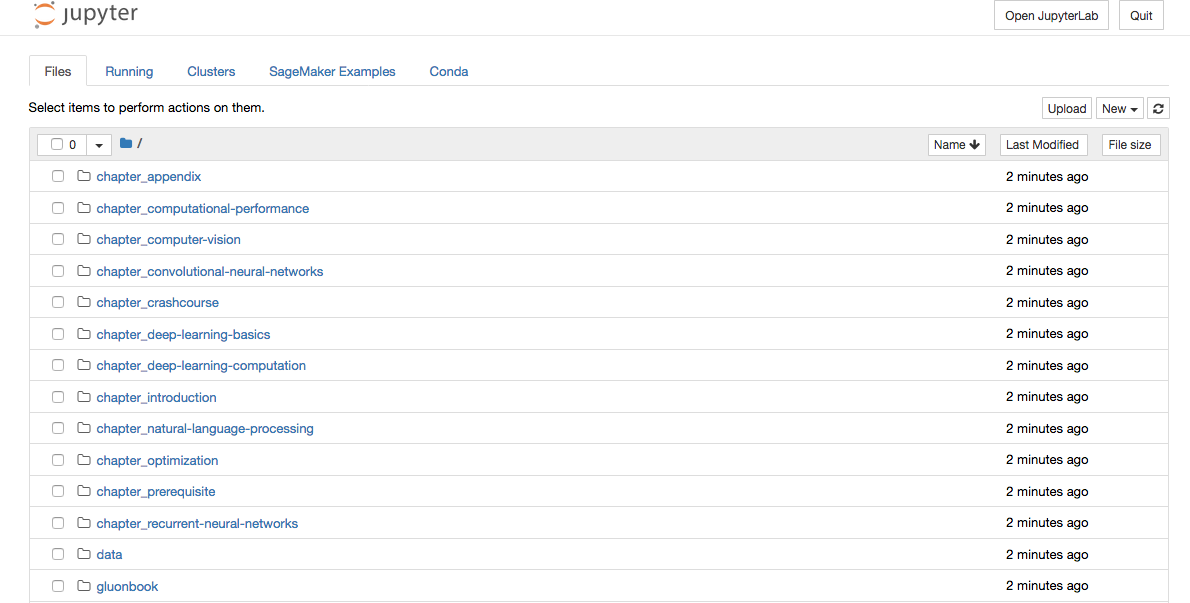 jupyter Open JupyterLab Quit
Files Running Clusters SageMaker Examples Conda
Select items to perform actions on them. Upload New
0 / Name Last Modified File size
chapter_appendix 2 minutes ago
chapter_computational-performance 2 minutes ago
chapter_computer-vision 2 minutes ago
chapter_convolutional-neural-networks 2 minutes ago
chapter_crashcourse 2 minutes ago
chapter_deep-learning-basics 2 minutes ago
chapter_deep-learning-computation 2 minutes ago
chapter_introduction 2 minutes ago
chapter_natural-language-processing 2 minutes ago
chapter_optimization 2 minutes ago
chapter_prerequisite 2 minutes ago
chapter_recurrent-neural-networks 2 minutes ago
data 2 minutes ago
gluonbook 2 minutes ago